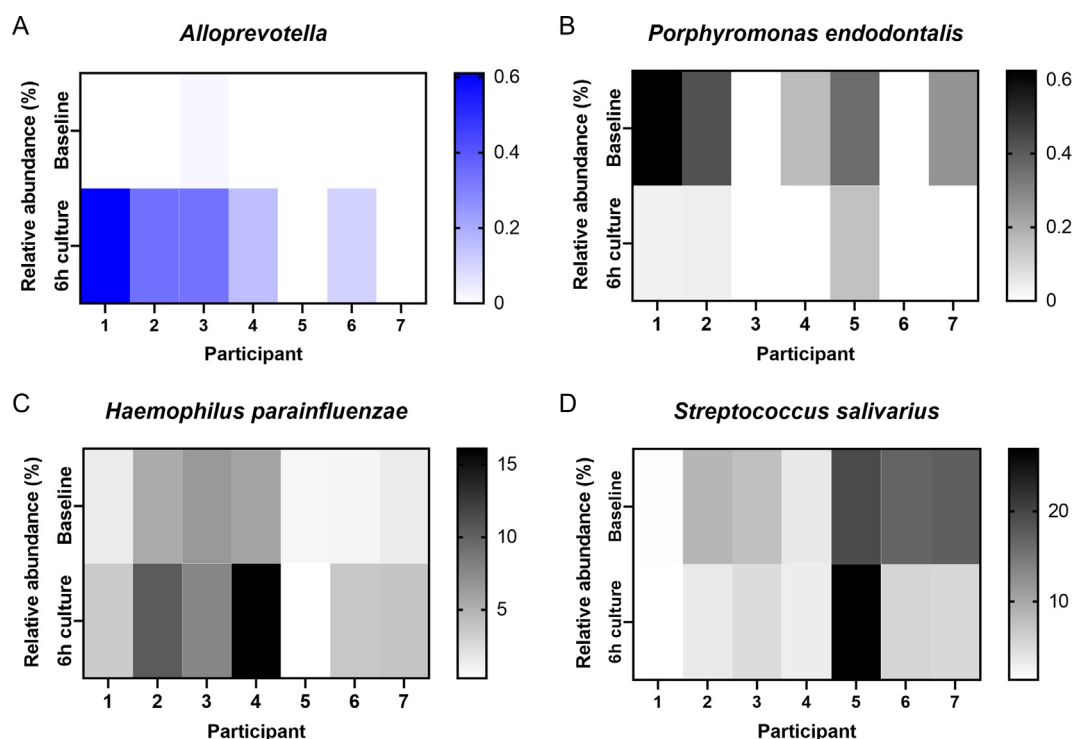 A
Alloprevotella
Relative abundance (%)
Baseline
6h culture
0.6
0.4
0.2
0
1 2 3 4 5 6 7
Participant
B
Porphyromonas endodontalis
Relative abundance (%)
Baseline
6h culture
0.6
0.4
0.2
0
1 2 3 4 5 6 7
Participant
C
Haemophilus parainfluenzae
Relative abundance (%)
Baseline
6h culture
15
10
5
1 2 3 4 5 6 7
Participant
D
Streptococcus salivarius
Relative abundance (%)
Baseline
6h culture
20
10
1 2 3 4 5 6 7
Participant